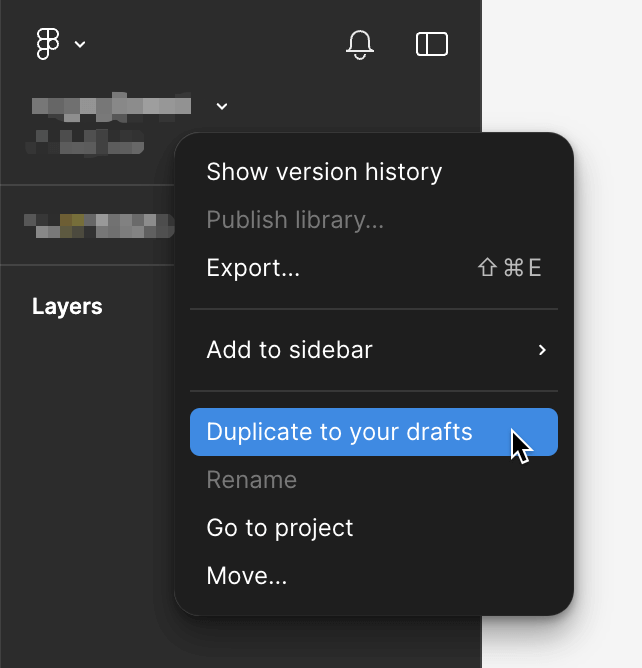 Show version history
Publish library...
Export... ⇧⌘E
Add to sidebar
Layers
Duplicate to your drafts
Rename
Go to project
Move...